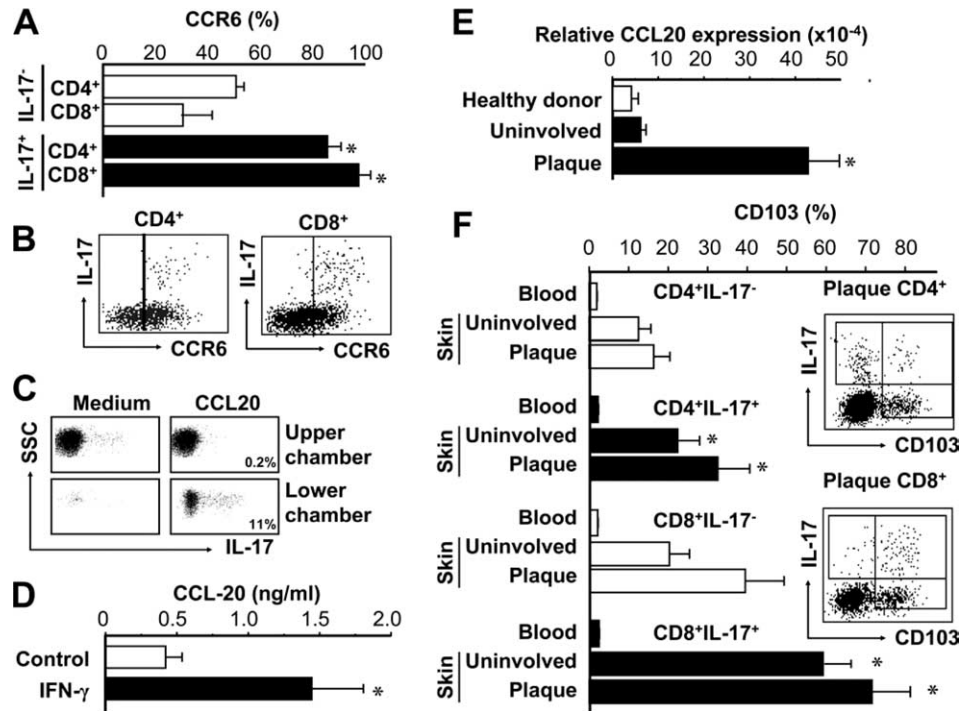 A
CCR6 (%)
0 20 40 60 80 100
IL-17-
CD4+
CD8+
IL-17+
CD4+
*
CD8+
*
B
CD4+
CD8+
IL-17
IL-17
CCR6
CCR6
C
Medium
CCL20
SSC
Upper
chamber
0.2%
Lower
chamber
11%
IL-17
D
CCL-20 (ng/ml)
0 0.5 1.0 1.5 2.0
Control
IFN-γ
*
E
Relative CCL20 expression (x10-4)
0 10 20 30 40 50
Healthy donor
Uninvolved
Plaque
*
F
CD103 (%)
0 10 20 30 40 50 60 70 80
Blood
CD4+IL-17-
Skin
Uninvolved
Plaque
Blood
CD4+IL-17+
Skin
Uninvolved
*
Plaque
*
Blood
CD8+IL-17-
Skin
Uninvolved
Plaque
Blood
CD8+IL-17+
Skin
Uninvolved
*
Plaque
*
Plaque CD4+
IL-17
CD103
Plaque CD8+
IL-17
CD103